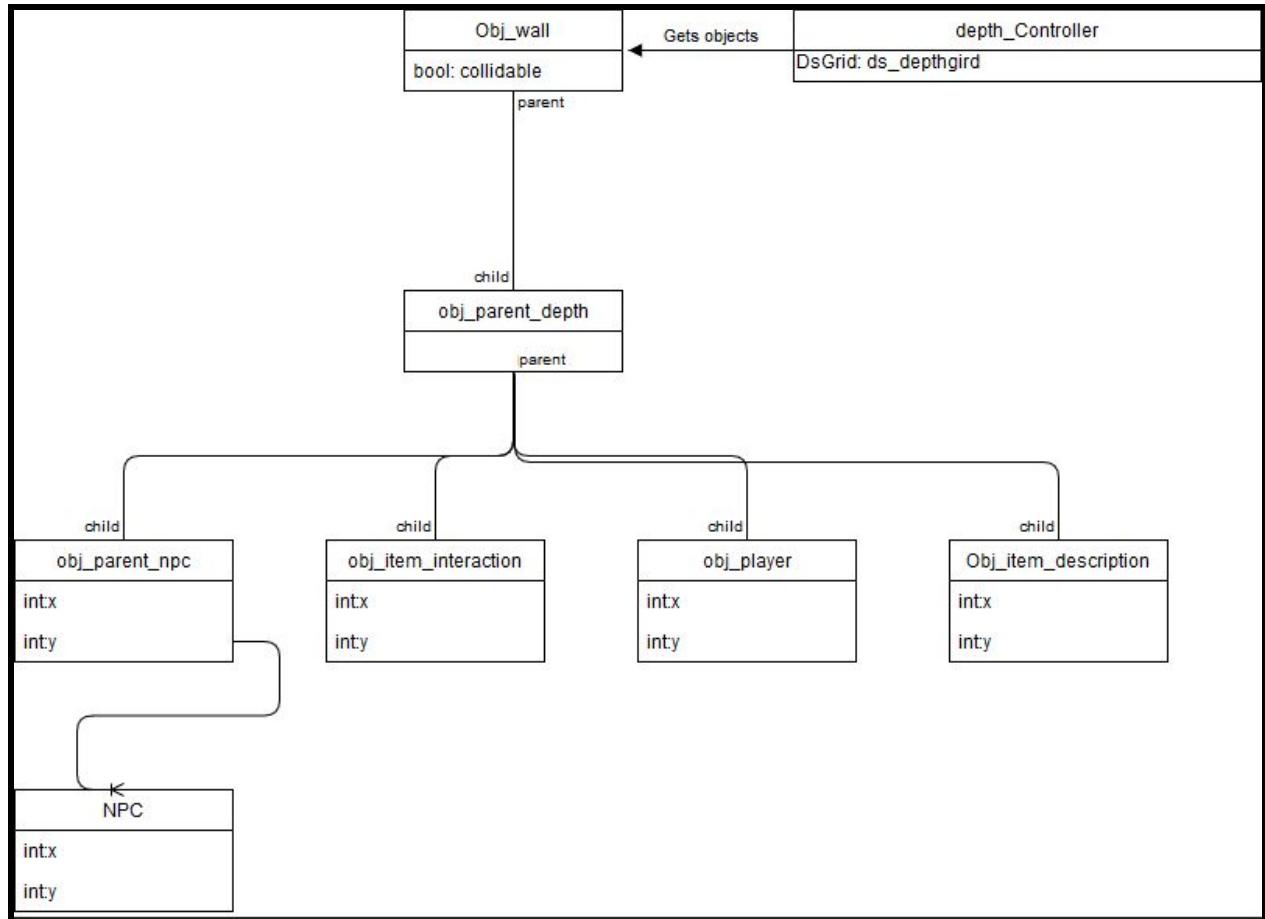 Obj_wall
bool: collidable
Gets objects
depth_Controller
DsGrid: ds_depthgird
parent
child
obj_parent_depth
parent
child
child
child
child
obj_parent_npc
int:x
int:y
obj_item_interaction
int:x
int:y
obj_player
int:x
int:y
Obj_item_description
int:x
int:y
NPC
int:x
int:y